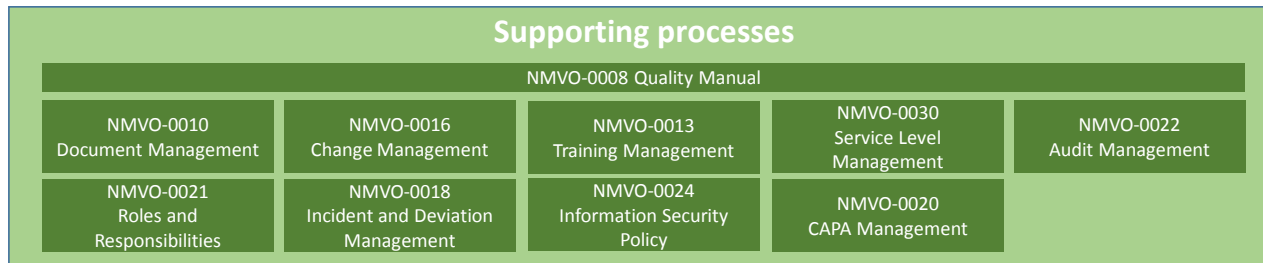 Supporting processes
NMVO-0008 Quality Manual
NMVO-0010
Document Management
NMVO-0016
Change Management
NMVO-0013
Training Management
NMVO-0030
Service Level
Management
NMVO-0022
Audit Management
NMVO-0021
Roles and
Responsibilities
NMVO-0018
Incident and Deviation
Management
NMVO-0024
Information Security
Policy
NMVO-0020
CAPA Management